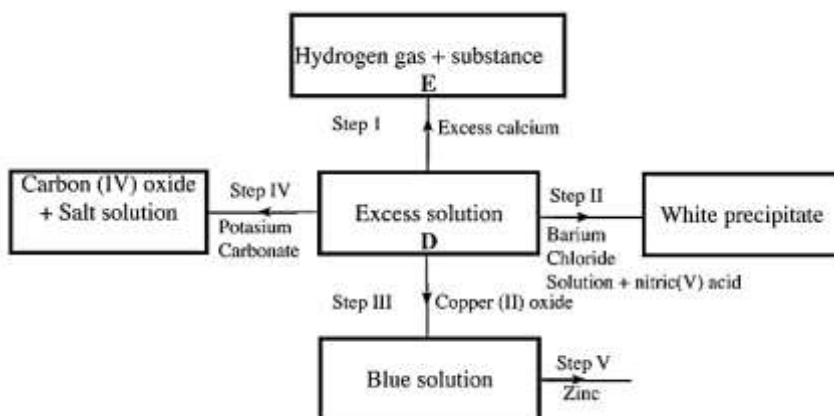 Hydrogen gas + substance
E
Step I
Excess calcium
Carbon (IV) oxide
+ Salt solution
Step IV
Potasium
Carbonate
Excess solution
D
Step II
Barium
Chloride
Solution + nitric(V) acid
White precipitate
Step III
Copper (II) oxide
Blue solution
Step V
Zinc